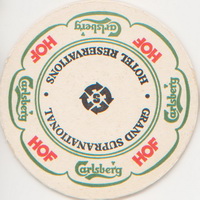 Carlsberg
HOF
Carlsberg
HOF
Carlsberg
HOF
Carlsberg
HOF
GRAND SUPRANATIONAL
HOTEL RESERVATIONS
S